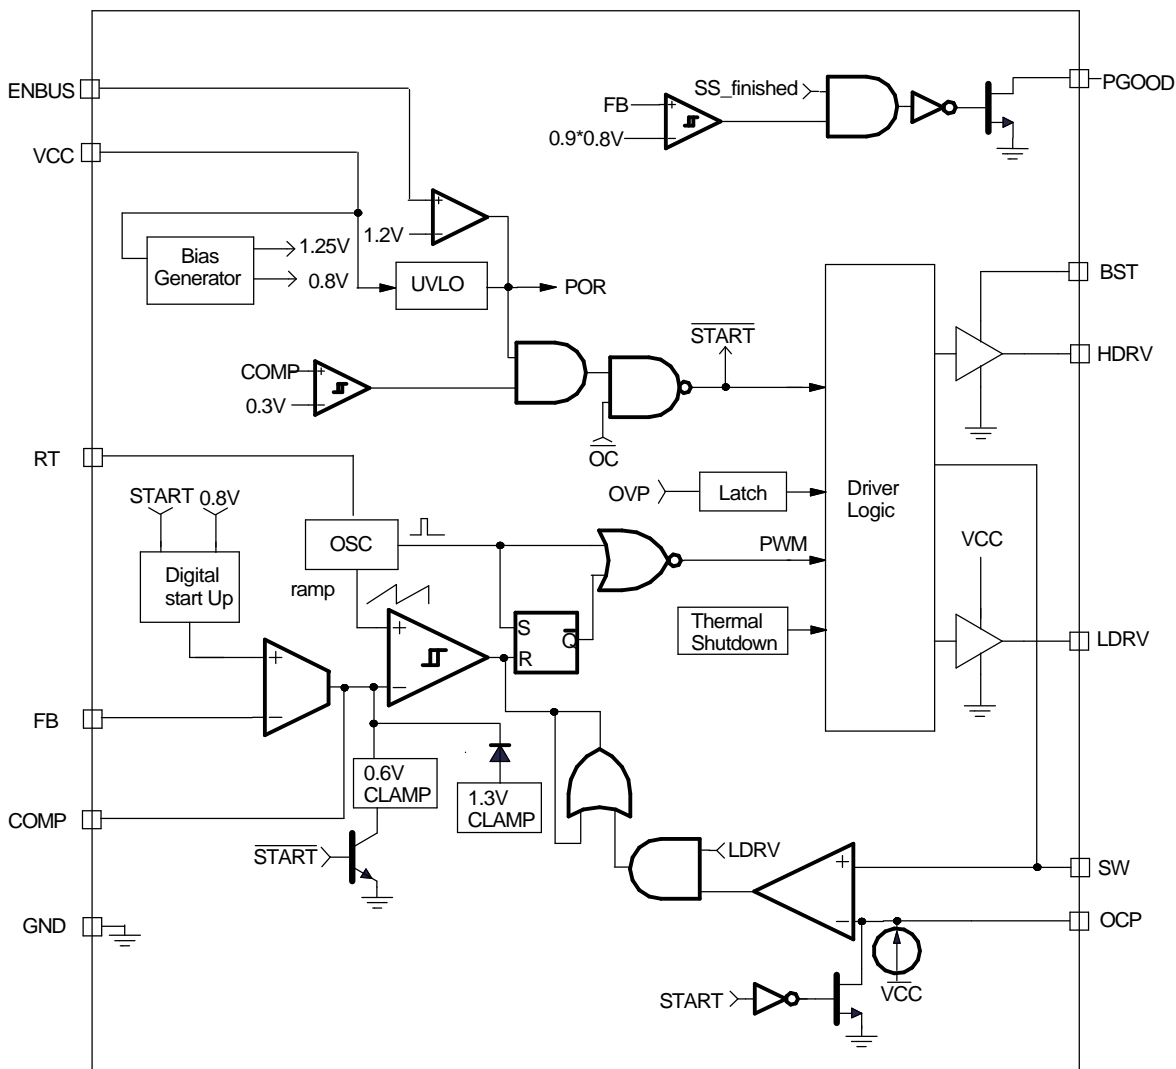 ENBUS
SS_finished
PGOOD
FB
+
0.9*0.8V
−
VCC
+
1.2V
−
Bias
Generator
1.25V
0.8V
UVLO
POR
BST
START
HDRV
COMP
+
0.3V
−
OC
RT
START
0.8V
OVP
Latch
Driver
Logic
OSC
PWM
VCC
Digital
start Up
ramp
Thermal
Shutdown
+
S
Q
R
LDRV
+
−
−
FB
0.6V
CLAMP
1.3V
CLAMP
COMP
START
LDRV
+
SW
GND
−
OCP
START
VCC